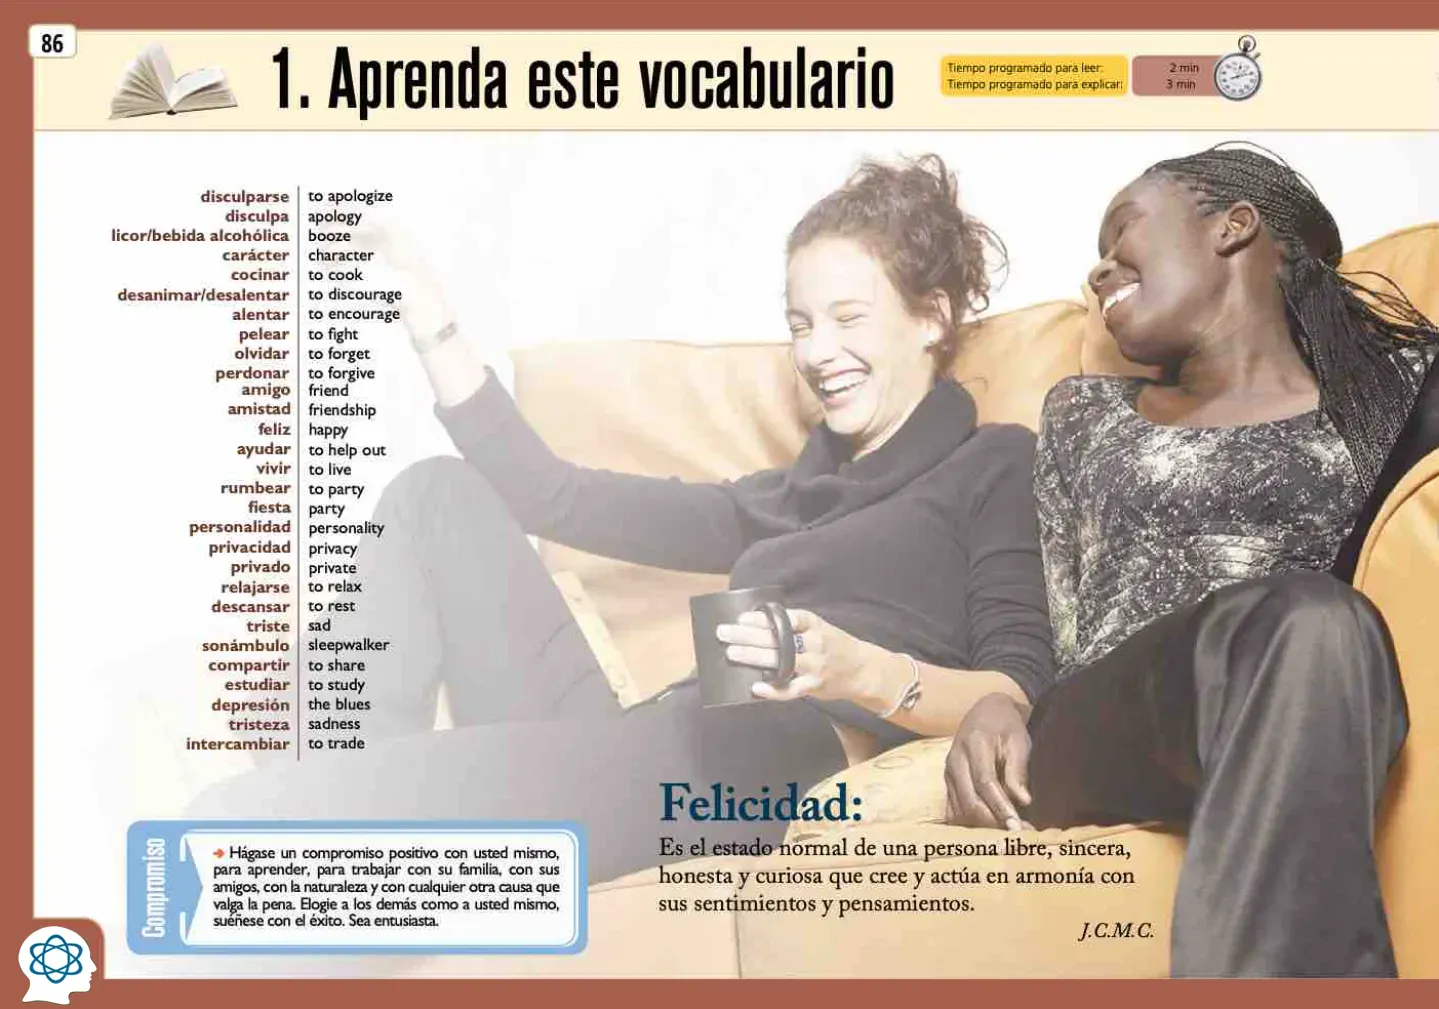 86
1. Aprenda este vocabulario
Tiempo programado para leer: 2 min
Tiempo programado para explicar: 3 min
disculparse to apologize
disculpa apology
licor/bebida alcohólica booze
carácter character
cocinar to cook
desanimar/desalentar to discourage
alentar to encourage
pelear to fight
olvidar to forget
perdonar to forgive
amigo friend
amistad friendship
feliz happy
ayudar to help out
vivir to live
rumbear to party
fiesta party
personalidad personality
privacidad privacy
privado private
relajarse to relax
descansar to rest
triste sad
sonámbulo sleepwalker
compartir to share
estudiar to study
depresión the blues
tristeza sadness
intercambiar to trade
Felicidad:
Es el estado normal de una persona libre, sincera,
honesta y curiosa que cree y actúa en armonía con
sus sentimientos y pensamientos.
J.C.M.C.
Compromiso
➔ Hágase un compromiso positivo con usted mismo,
para aprender, para trabajar con su familia, con sus
amigos, con la naturaleza y con cualquier otra causa que
valga la pena. Elogie a los demás como a usted mismo,
suéñese con el éxito. Sea entusiasta.